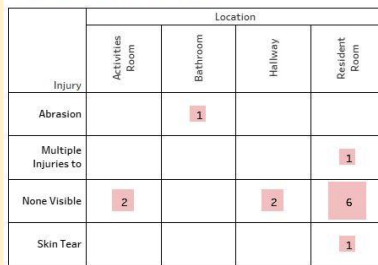 Location
Injury
Activities
Room
Bathroom
Hallway
Resident
Room
Abrasion
1
Multiple
Injuries to
1
None Visible
2
2
6
Skin Tear
1